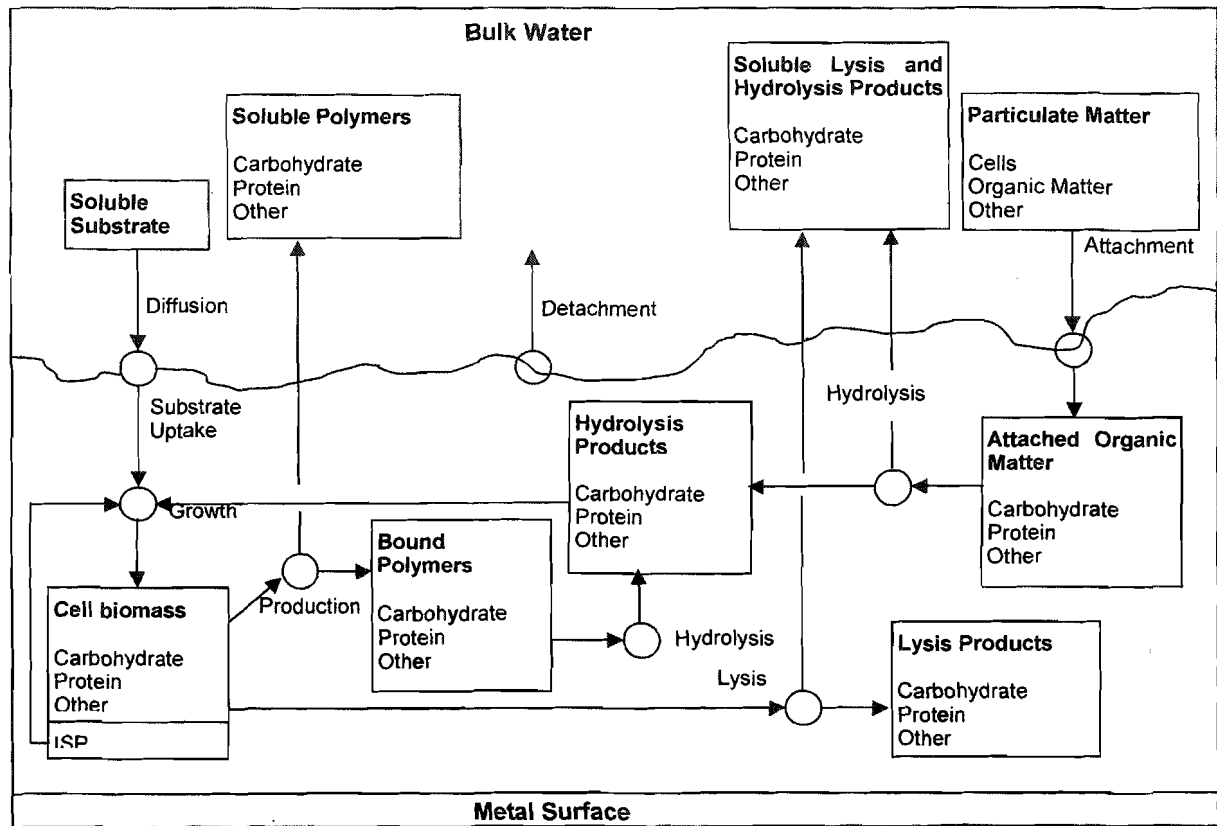 Bulk Water
Soluble Lysis and
Hydrolysis Products
Carbohydrate
Protein
Other
Soluble Polymers
Carbohydrate
Protein
Other
Particulate Matter
Cells
Organic Matter
Other
Soluble
Substrate
Attachment
Diffusion
Detachment
Substrate
Uptake
Hydrolysis
Hydrolysis
Products
Carbohydrate
Protein
Other
Attached Organic
Matter
Carbohydrate
Protein
Other
Growth
Bound
Polymers
Carbohydrate
Protein
Other
Production
Cell biomass
Carbohydrate
Protein
Other
ISP
Hydrolysis
Lysis
Lysis Products
Carbohydrate
Protein
Other
Metal Surface